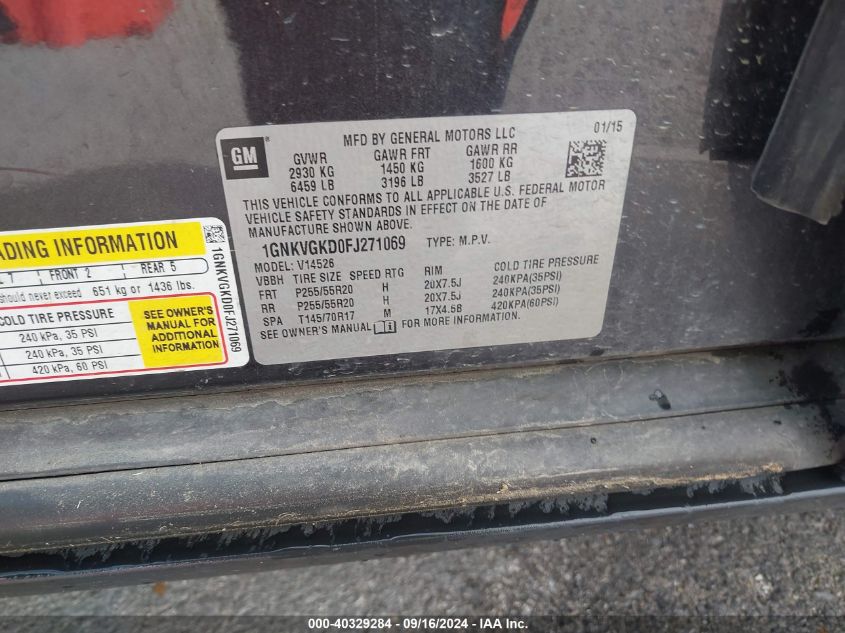 MFD BY GENERAL MOTORS LLC 01/15
GM
GVWR GAWR FRT GAWR RR
2930 KG 1450 KG 1600 KG
6459 LB 3196 LB 3527 LB
THIS VEHICLE CONFORMS TO ALL APPLICABLE U.S. FEDERAL MOTOR
VEHICLE SAFETY STANDARDS IN EFFECT ON THE DATE OF
MANUFACTURE SHOWN ABOVE.
1GNKVGKD0FJ271069 TYPE: M.P.V.
MODEL: V14526
VBBH TIRE SIZE SPEED RTG RIM COLD TIRE PRESSURE
FRT P255/55R20 H 20X7.5J 240KPA(35PSI)
RR P255/55R20 H 20X7.5J 240KPA(35PSI)
SPA T145/70R17 M 17X4.5B 420KPA(60PSI)
SEE OWNER'S MANUAL FOR MORE INFORMATION.
ADING INFORMATION
FRONT 2 REAR 5
should never exceed 651 kg or 1436 lbs.
COLD TIRE PRESSURE
240 kPa, 35 PSI
240 kPa, 35 PSI
420 kPa, 60 PSI
SEE OWNER'S
MANUAL FOR
ADDITIONAL
INFORMATION
1GNKVGKD0FJ271069
000-40329284 - 09/16/2024 - IAA Inc.